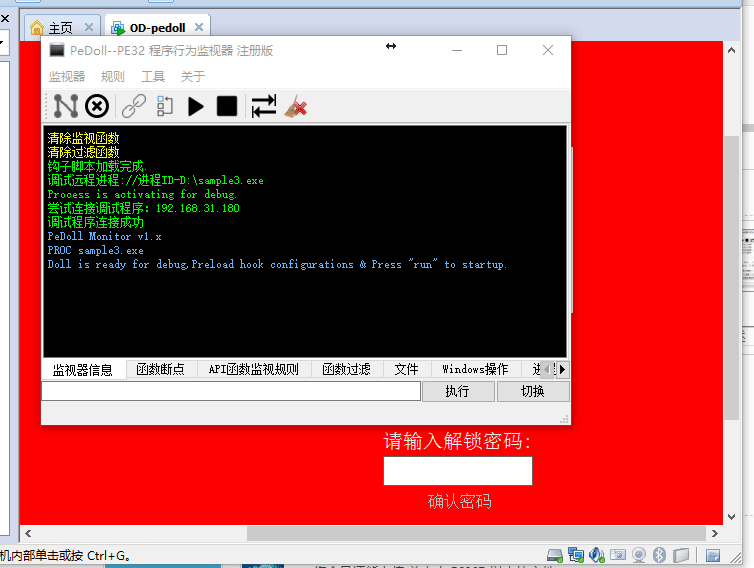 主页
OD-pedoll
PeDoll--PE32 程序行为监视器 注册版
监视器 规则 工具 关于
清除监视函数
清除过滤函数
钩子脚本加载完成.
调试远程进程://进程ID-D:\sample3.exe
Process is activating for debug.
尝试连接调试程序: 192.168.31.180
调试程序连接成功
PeDoll Monitor v1.x
PROC sample3.exe
Doll is ready for debug,Preload hook configurations & Press "run" to startup.
监视器信息 函数断点 API函数监视规则 函数过滤 文件 Windows操作
执行 切换
请输入解锁密码:
确认密码
机内部单击或按 Ctrl+G。